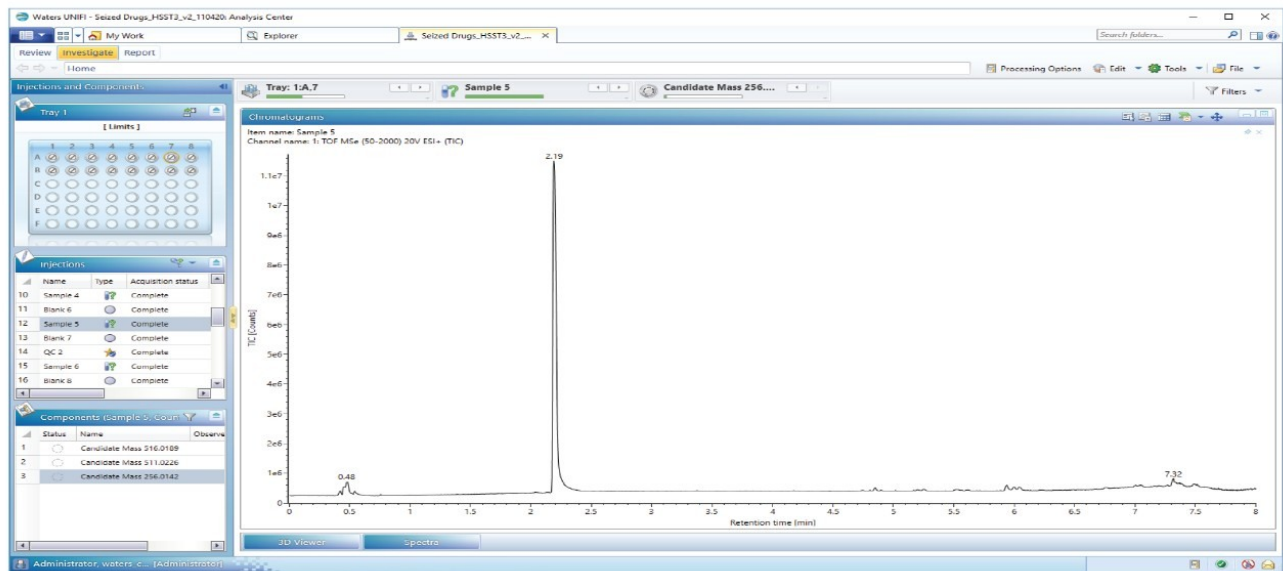 Waters UNIFI - Seized Drugs_HSST3_v2_110420: Analysis Center
My Work
Explorer
Seized Drugs_HSST3_v2_...
Search folders...
Review Investigate Report
Home
Processing Options Edit Tools File
Injections and Components
Tray: 1:A,7
Sample 5
Candidate Mass 256....
Filters
Tray 1
[ Limits ]
1 2 3 4 5 6 7 8
A
B
C
D
E
F
Chromatograms
Item name: Sample 5
Channel name: 1: TOF MSe (50-2000) 20V ESI+ (TIC)
2.19
1.1e7
1e7
9e6
8e6
7e6
6e6
5e6
4e6
3e6
2e6
1e6
0
TIC [Counts]
0.48
7.32
0 0.5 1 1.5 2 2.5 3 3.5 4 4.5 5 5.5 6 6.5 7 7.5 8
Retention time [min]
Injections
Name Type Acquisition status
10 Sample 4 Complete
11 Blank 6 Complete
12 Sample 5 Complete
13 Blank 7 Complete
14 QC 2 Complete
15 Sample 6 Complete
16 Blank 8 Complete
Components (Sample 5, Coun
Status Name Observe
1 Candidate Mass 516.0189
2 Candidate Mass 511.0226
3 Candidate Mass 256.0142
3D Viewer
Spectra
Administrator, waters_c... (Administrator)